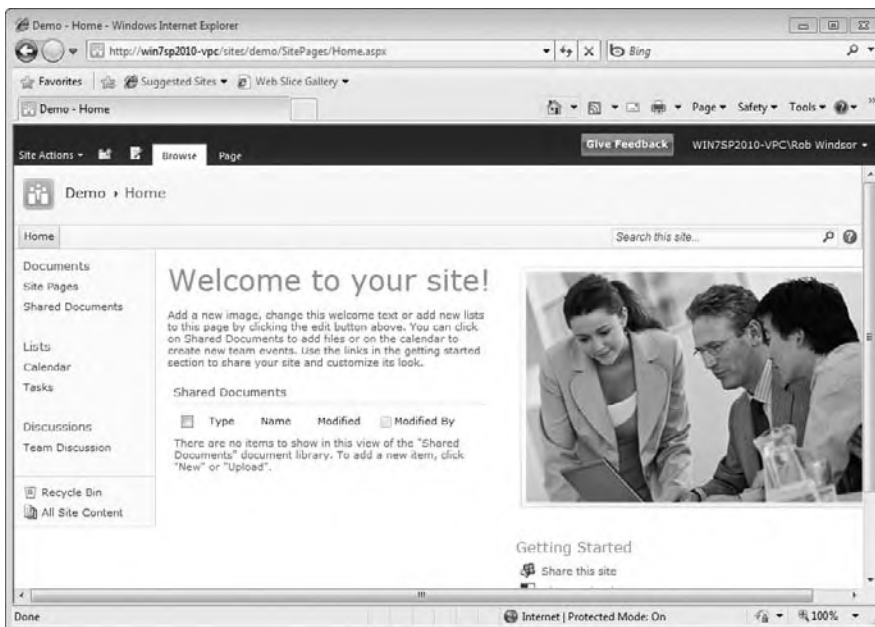 Demo - Home - Windows Internet Explorer
http://win7sp2010-vpc/sites/demo/SitePages/Home.aspx
Bing
Favorites
Suggested Sites
Web Slice Gallery
Demo - Home
Page
Safety
Tools
Site Actions
Browse
Page
Give Feedback
WIN7SP2010-VPC\Rob Windsor
Demo
Home
Home
Search this site...
Documents
Site Pages
Shared Documents
Lists
Calendar
Tasks
Discussions
Team Discussion
Recycle Bin
All Site Content
Welcome to your site!
Add a new image, change this welcome text or add new lists
to this page by clicking the edit button above. You can click
on Shared Documents to add files or on the calendar to
create new team events. Use the links in the getting started
section to share your site and customize its look.
Shared Documents
Type Name Modified Modified By
There are no items to show in this view of the "Shared
Documents" document library. To add a new item, click
"New" or "Upload".
Getting Started
Share this site
Done
Internet | Protected Mode: On
100%